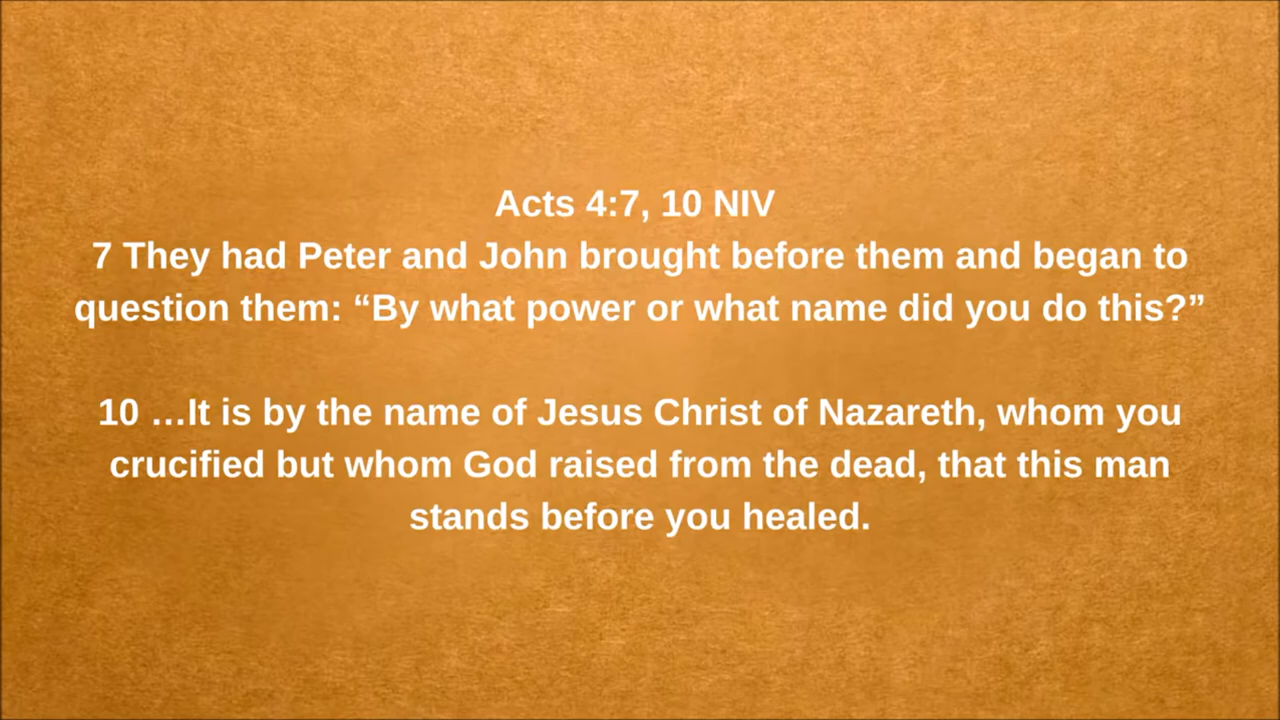 Acts 4:7, 10 NIV
7 They had Peter and John brought before them and began to
question them: “By what power or what name did you do this?”
10 …It is by the name of Jesus Christ of Nazareth, whom you
crucified but whom God raised from the dead, that this man
stands before you healed.